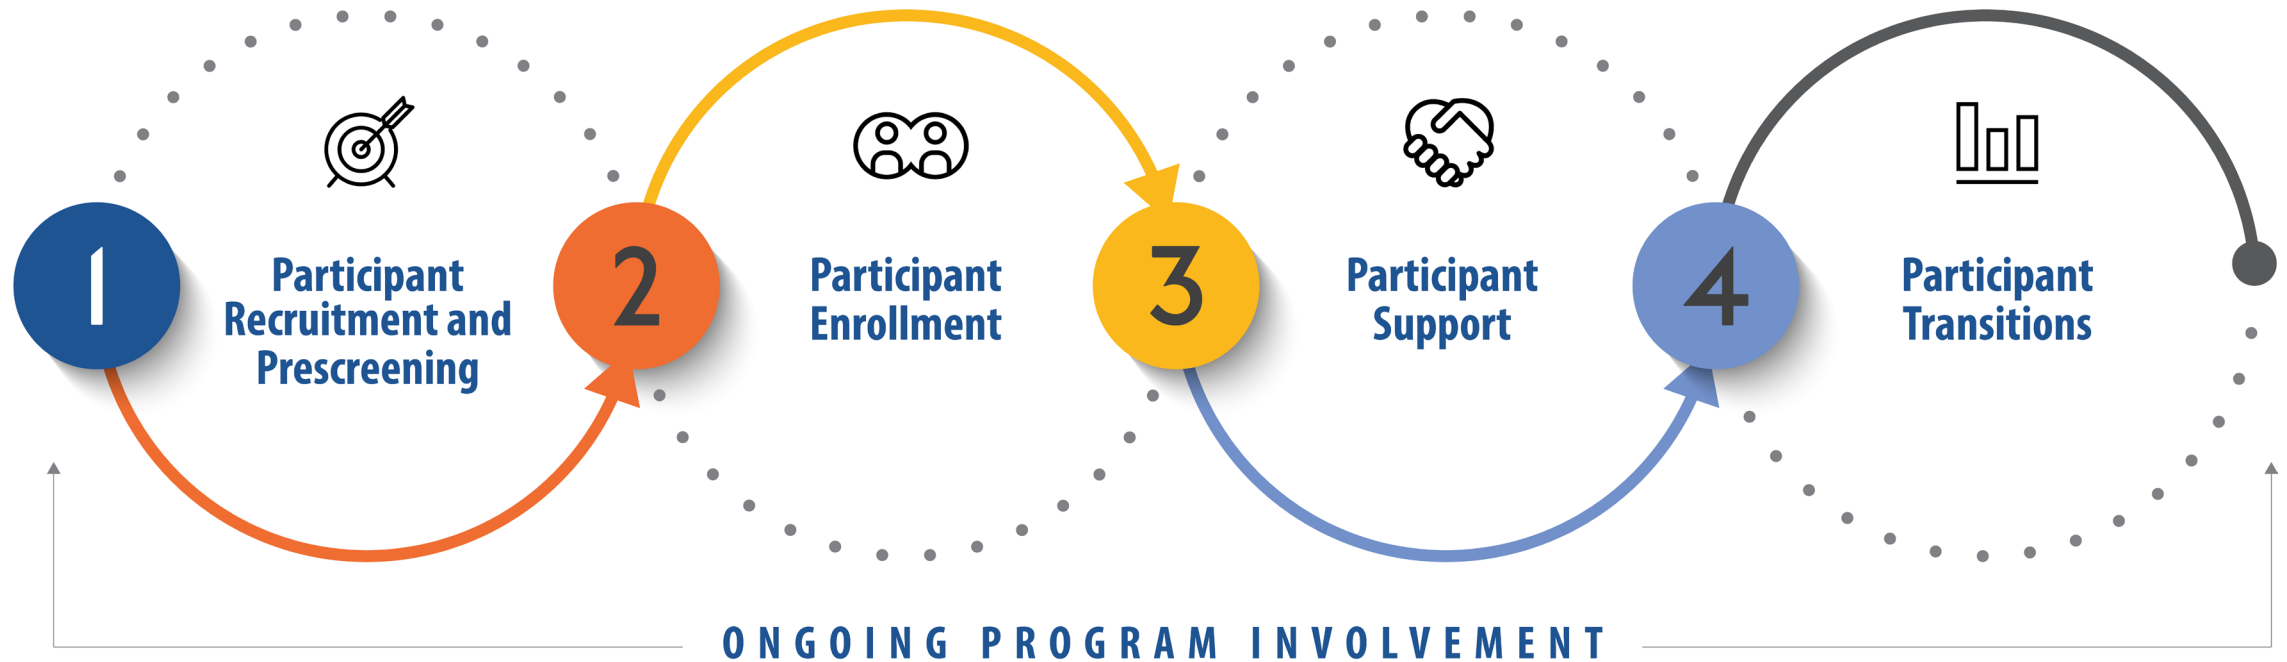 1
Participant
Recruitment and
Prescreening
2
Participant
Enrollment
3
Participant
Support
4
Participant
Transitions
ONGOING PROGRAM INVOLVEMENT